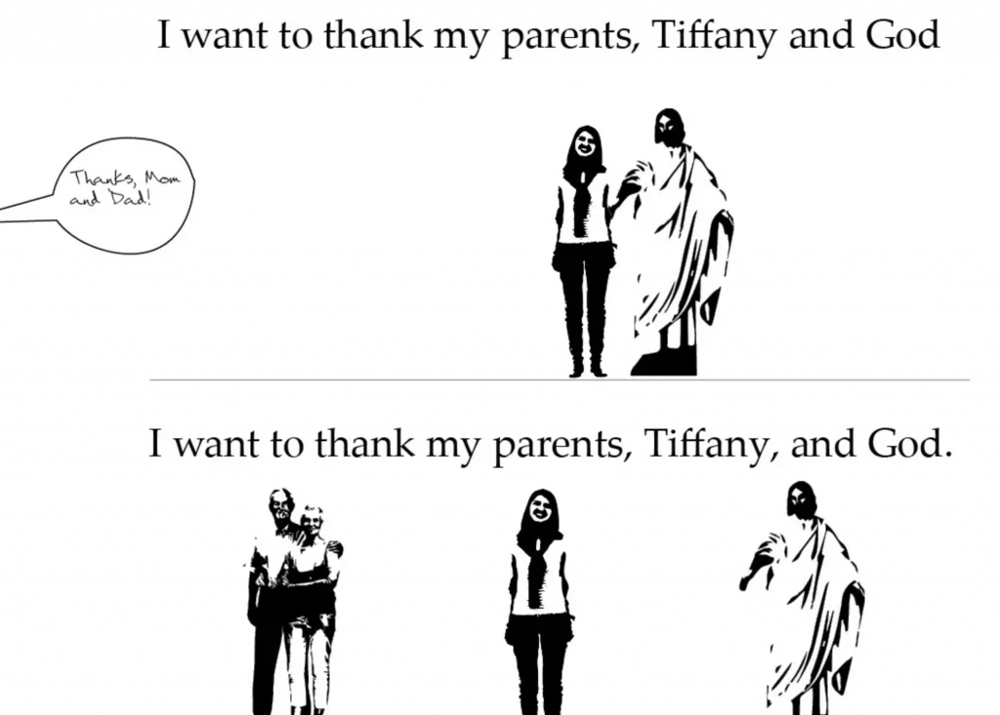 I want to thank my parents, Tiffany and God
Thanks, Mom
and Dad!
I want to thank my parents, Tiffany, and God.